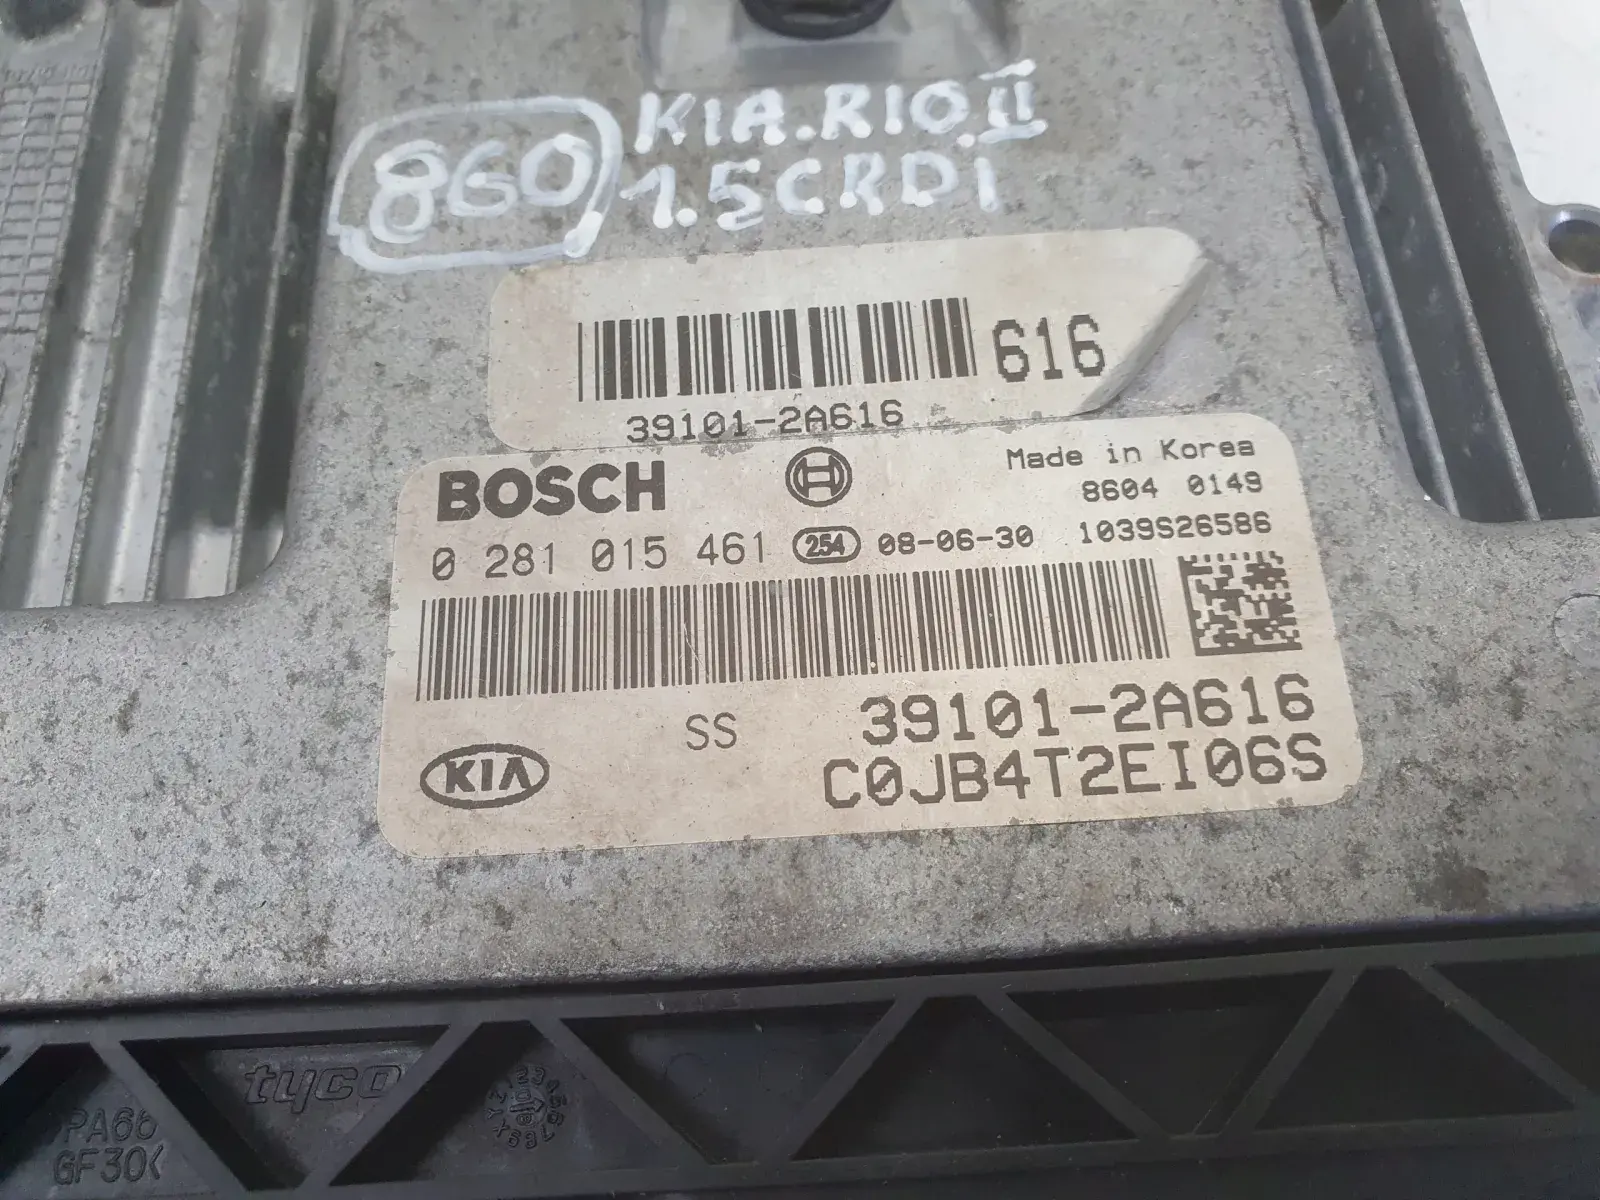 860
KIA.RIO.II
1.5CRDI
616
39101-2A616
BOSCH
Made in Korea
8604 0149
0 281 015 461 254 08-06-30 1039S26586
SS
39101-2A616
KIA
C0JB4T2EI06S
tyco
PA66
GF30<